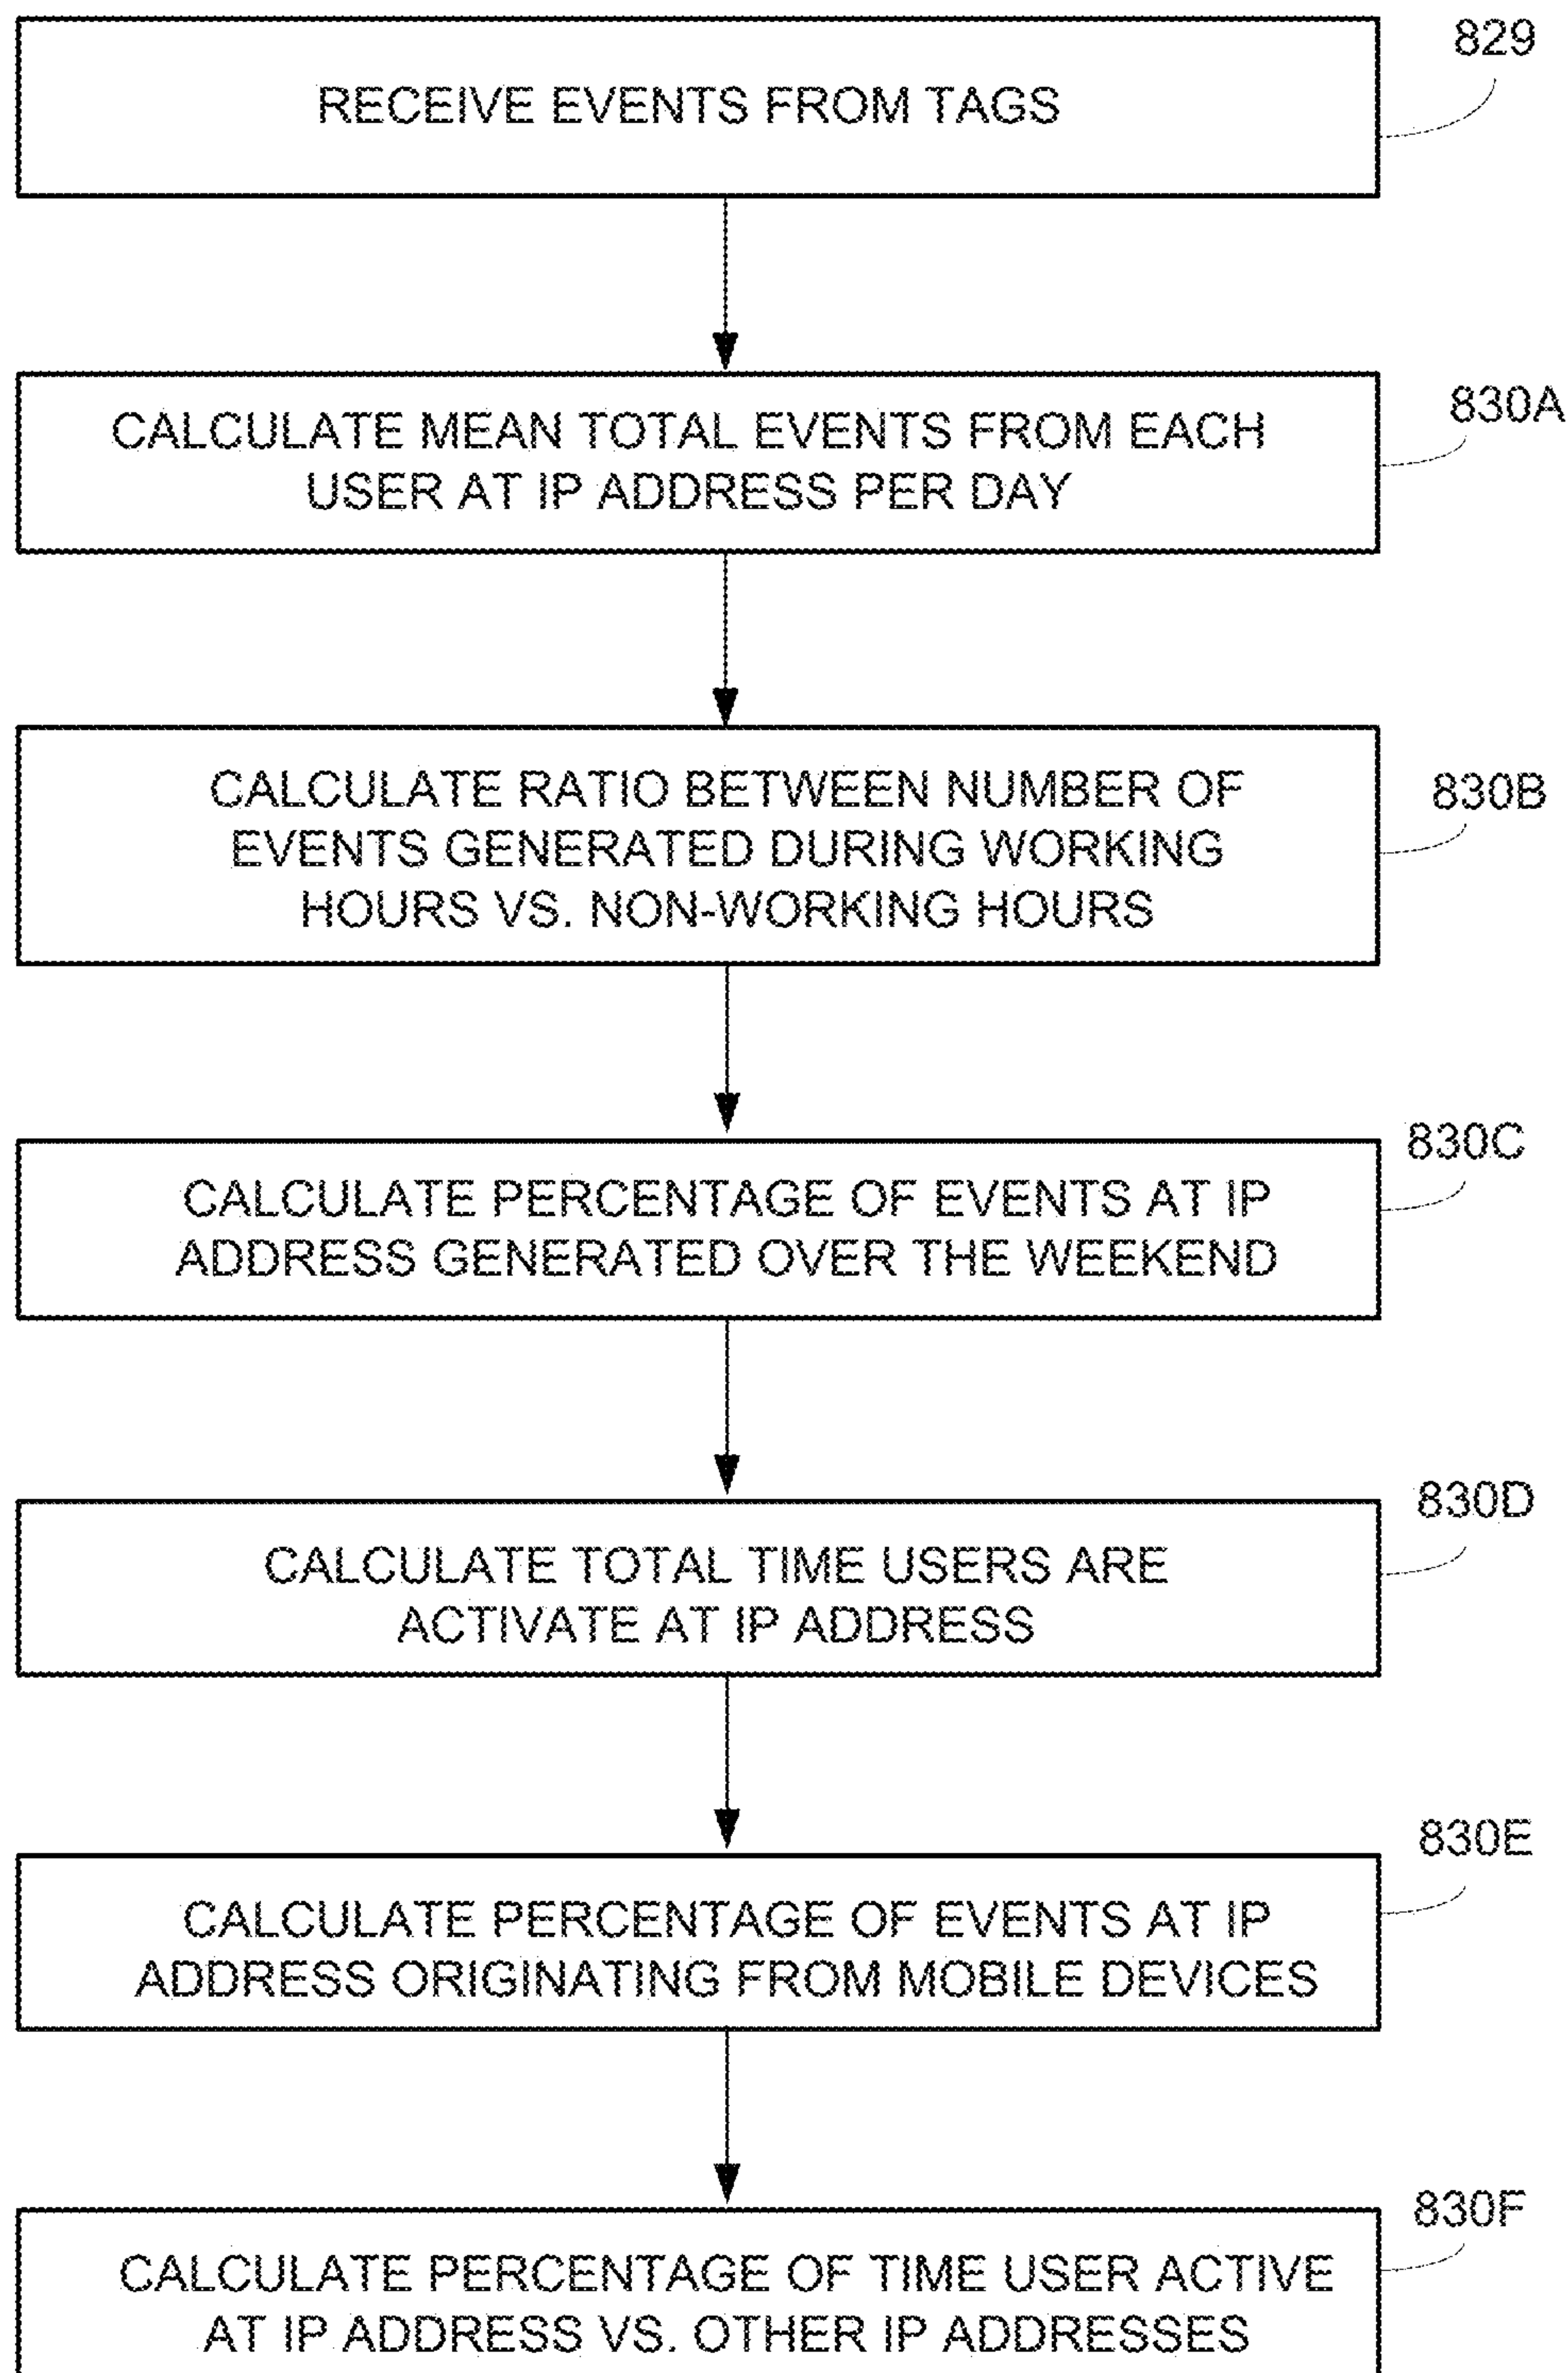 829
RECEIVE EVENTS FROM TAGS
830A
CALCULATE MEAN TOTAL EVENTS FROM EACH
USER AT IP ADDRESS PER DAY
830B
CALCULATE RATIO BETWEEN NUMBER OF
EVENTS GENERATED DURING WORKING
HOURS VS. NON-WORKING HOURS
830C
CALCULATE PERCENTAGE OF EVENTS AT IP
ADDRESS GENERATED OVER THE WEEKEND
830D
CALCULATE TOTAL TIME USERS ARE
ACTIVATE AT IP ADDRESS
830E
CALCULATE PERCENTAGE OF EVENTS AT IP
ADDRESS ORIGINATING FROM MOBILE DEVICES
830F
CALCULATE PERCENTAGE OF TIME USER ACTIVE
AT IP ADDRESS VS. OTHER IP ADDRESSES